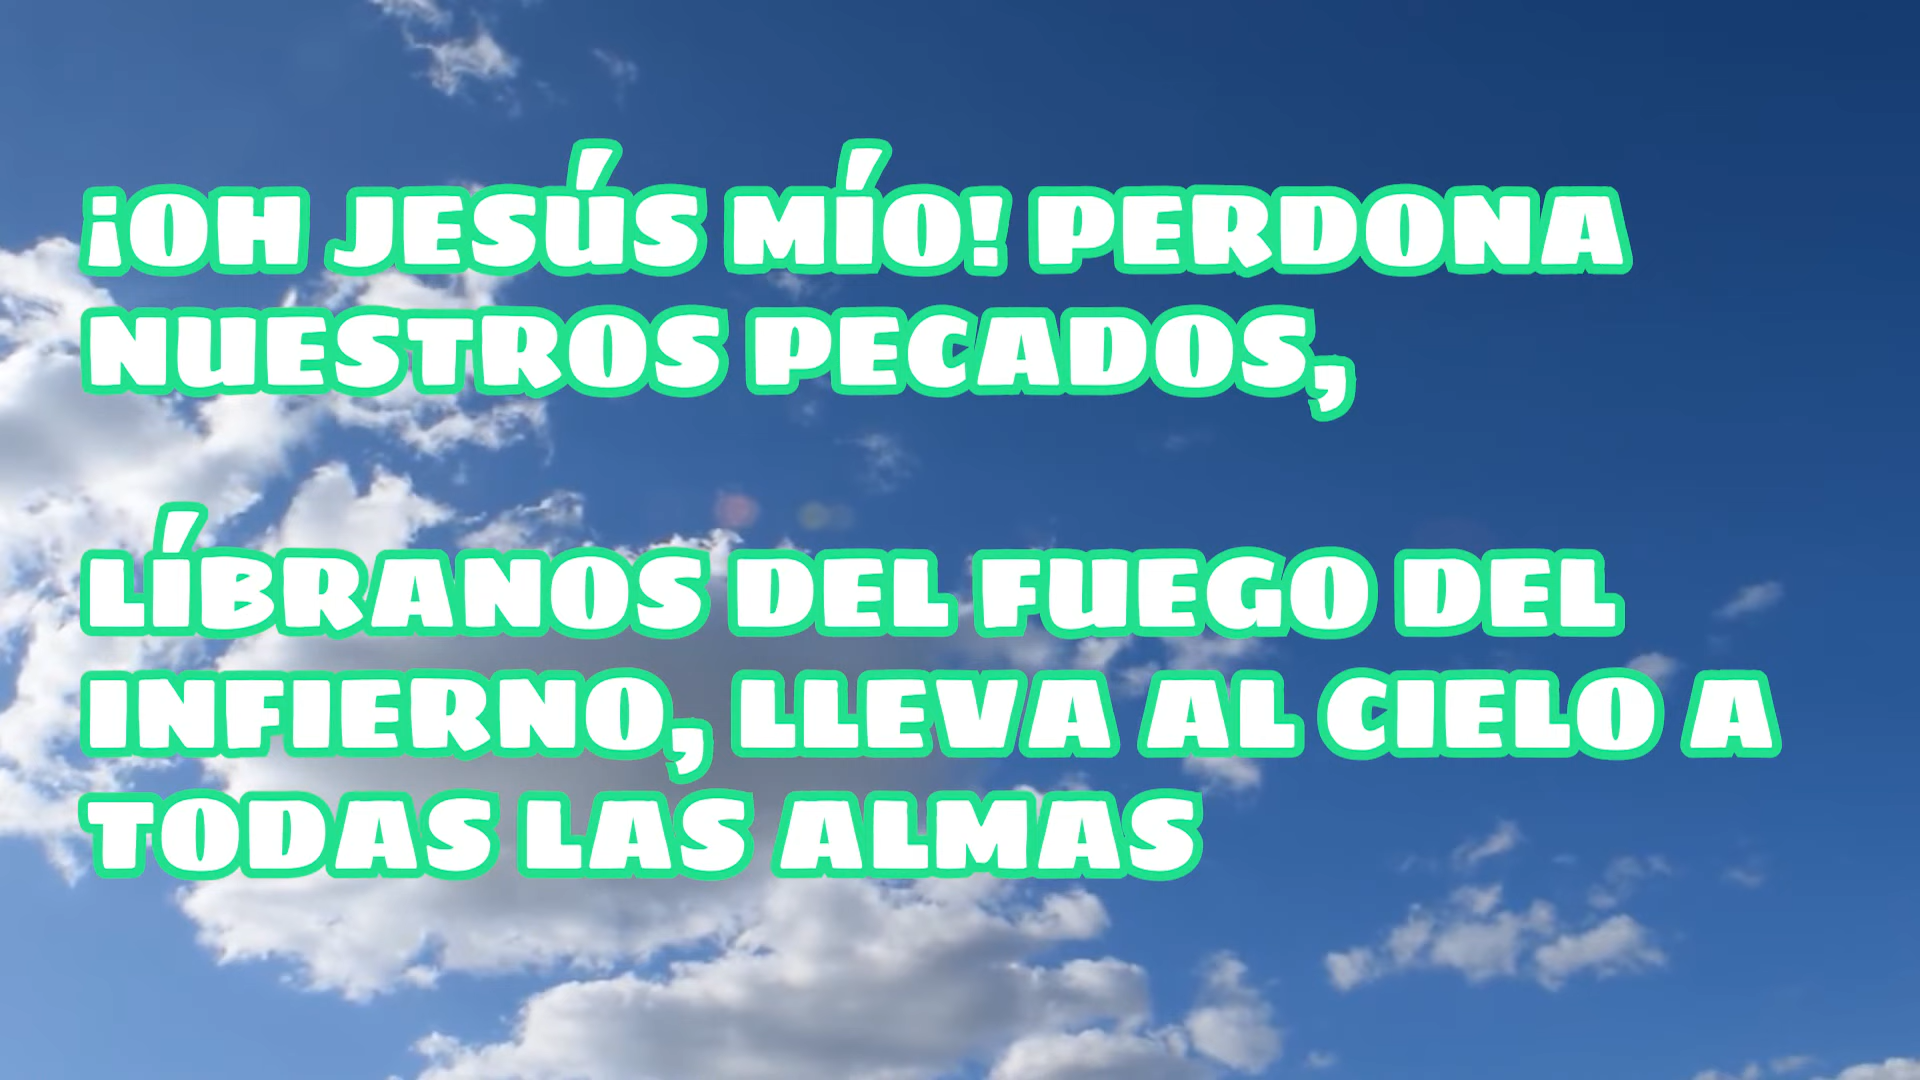 ¡OH JESÚS MÍO! PERDONA
NUESTROS PECADOS,
LÍBRANOS DEL FUEGO DEL
INFIERNO, LLEVA AL CIELO A
TODAS LAS ALMAS